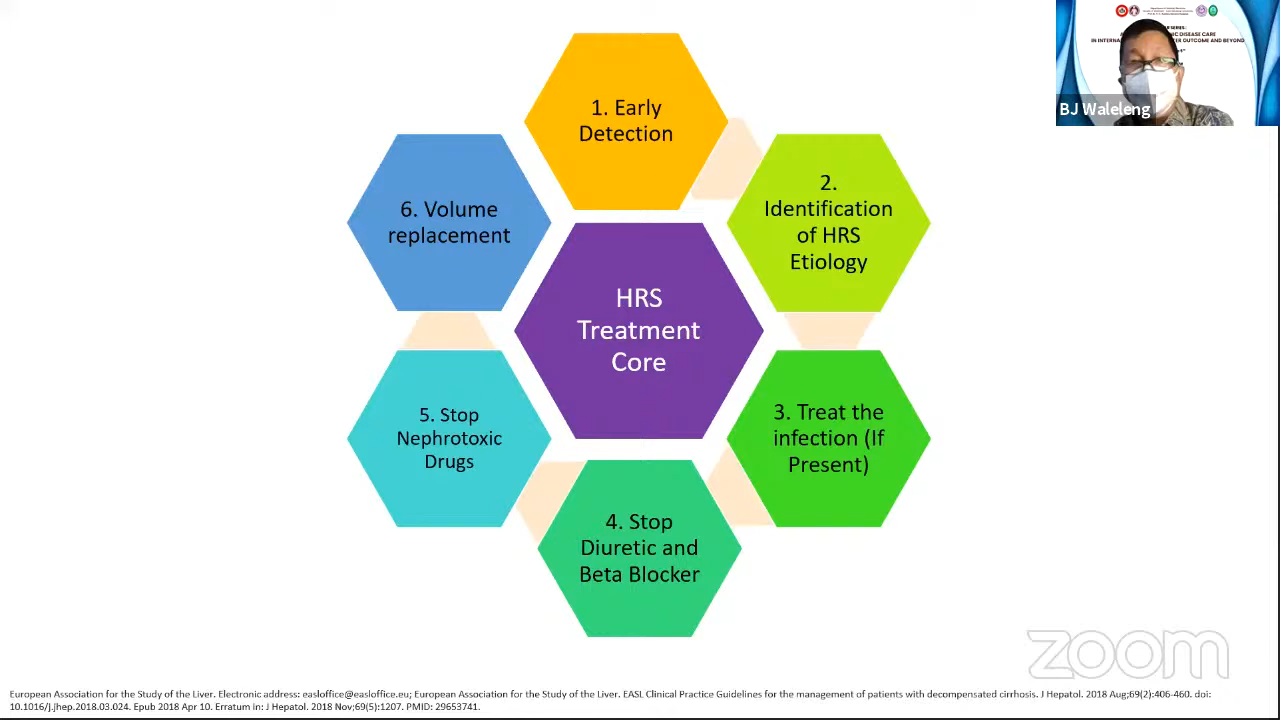 1. Early
Detection
2.
Identification
of HRS
Etiology
3. Treat the
infection (If
Present)
4. Stop
Diuretic and
Beta Blocker
5. Stop
Nephrotoxic
Drugs
6. Volume
replacement
HRS
Treatment
Core
BJ Waleleng
zoom
European Association for the Study of the Liver. Electronic address: easloffice@easloffice.eu; European Association for the Study of the Liver. EASL Clinical Practice Guidelines for the management of patients with decompensated cirrhosis. J Hepatol. 2018 Aug;69(2):406-460. doi:
10.1016/j.jhep.2018.03.024. Epub 2018 Apr 10. Erratum in: J Hepatol. 2018 Nov;69(5):1207. PMID: 29653741.